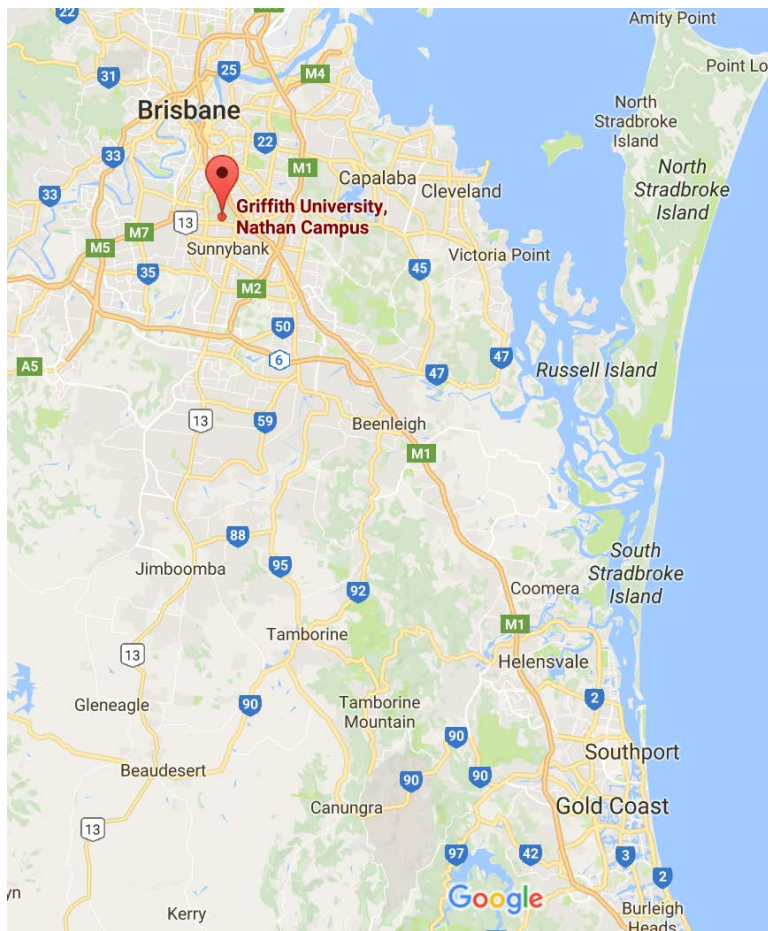 22
Amity Point
Point Lo
31
25
M4
Brisbane
North
Stradbroke
Island
33
22
M1
33
Capalaba
Cleveland
North
Stradbroke
Island
Griffith University,
Nathan Campus
13
M7
M5
Sunnybank
Victoria Point
35
M2
45
50
6
47
47
Russell Island
A5
13
59
Beenleigh
M1
88
95
Jimboomba
92
South
Stradbroke
Island
Coomera
M1
Tamborine
13
Helensvale
Gleneagle
90
Tamborine
Mountain
2
90
Southport
Beaudesert
90
90
Canungra
Gold Coast
13
97
42
3
2
yn
Google
Kerry
Burleigh
Heads